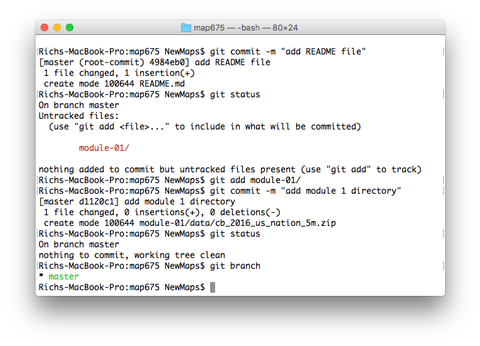 map675 — -bash — 80×24
Richs-MacBook-Pro:map675 NewMaps$ git commit -m "add README file"
[master (root-commit) 4984eb0] add README file
 1 file changed, 1 insertion(+)
 create mode 100644 README.md
Richs-MacBook-Pro:map675 NewMaps$ git status
On branch master
Untracked files:
  (use "git add <file>..." to include in what will be committed)
        module-01/
nothing added to commit but untracked files present (use "git add" to track)
Richs-MacBook-Pro:map675 NewMaps$ git add module-01/
Richs-MacBook-Pro:map675 NewMaps$ git commit -m "add module 1 directory"
[master d1120c1] add module 1 directory
 1 file changed, 0 insertions(+), 0 deletions(-)
 create mode 100644 module-01/data/cb_2016_us_nation_5m.zip
Richs-MacBook-Pro:map675 NewMaps$ git status
On branch master
nothing to commit, working tree clean
Richs-MacBook-Pro:map675 NewMaps$ git branch
* master
Richs-MacBook-Pro:map675 NewMaps$